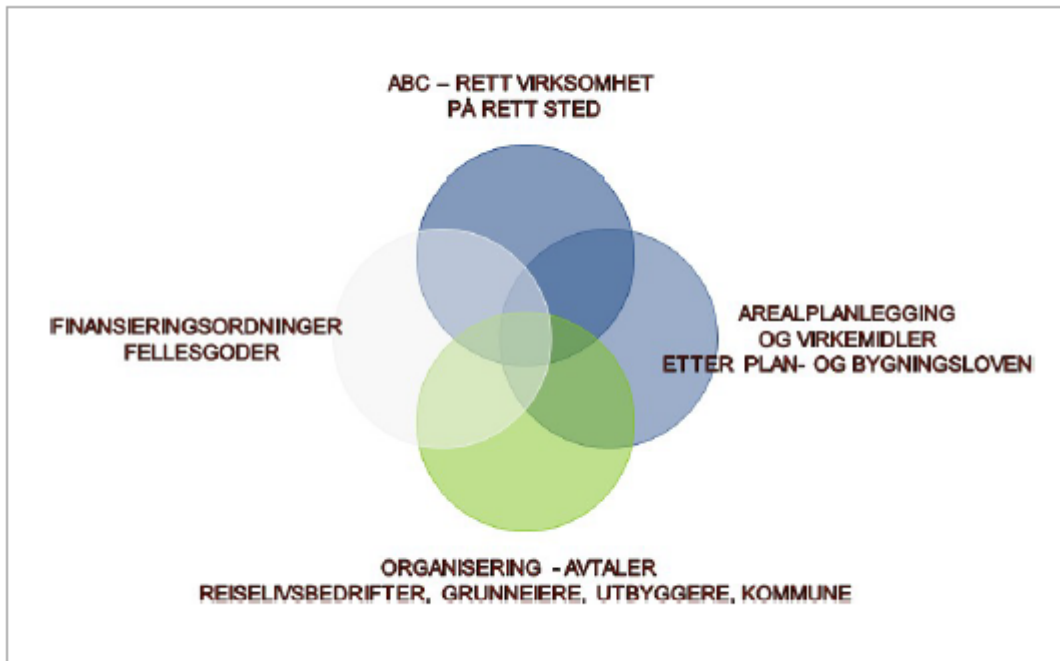 ABC – RETT VIRKSOMHET
PÅ RETT STED
FINANSIERINGSORDNINGER
FELLESGODER
AREALPLANLEGGING
OG VIRKEMIDLER
ETTER PLAN- OG BYGNINGSLOVEN
ORGANISERING - AVTALER
REISELIVSBEDRIFTER, GRUNNEIERE, UTBYGGERE, KOMMUNE